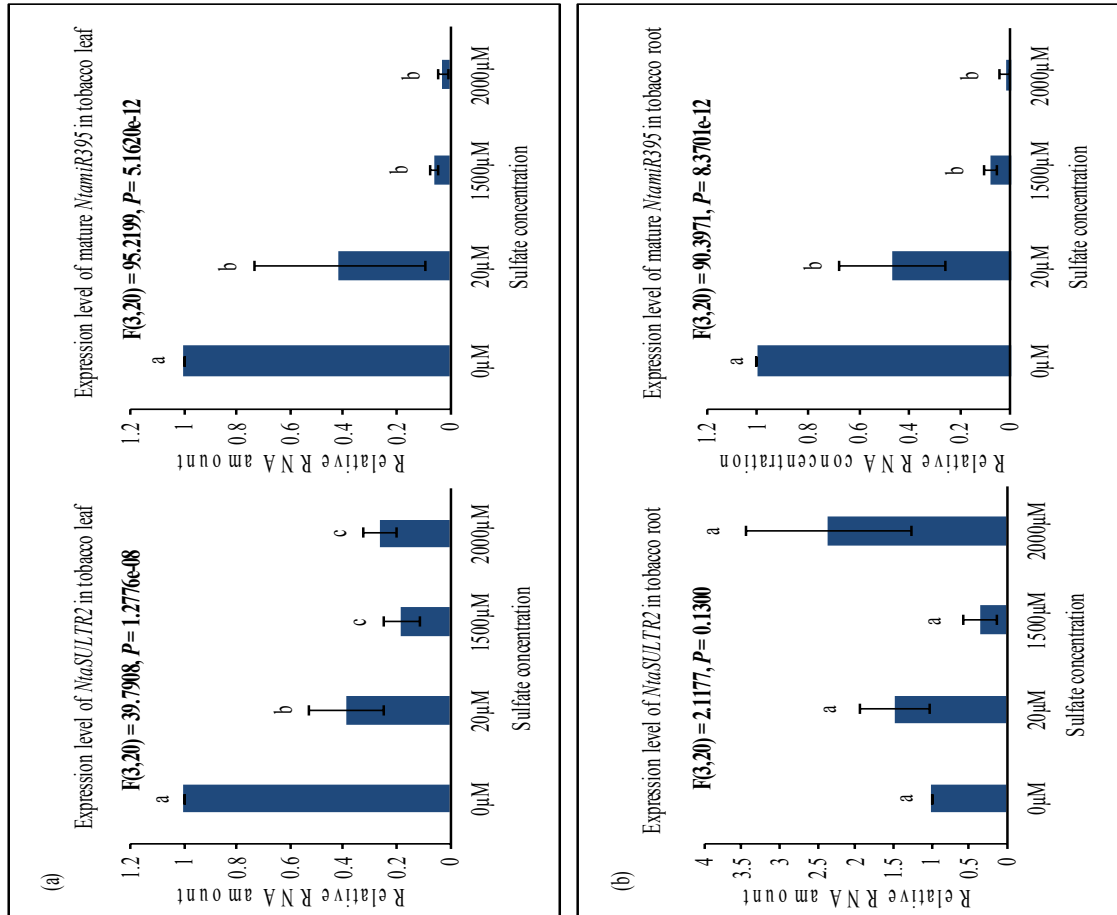 (a)
Expression level of NtaSULTR2 in tobacco leaf
F(3,20) = 39.7908, P = 1.2776e-08
Relative RNA amount
1.2
1
0.8
0.6
0.4
0.2
0
a
b
c
c
0µM
20µM
1500µM
2000µM
Sulfate concentration
Expression level of mature NtamiR395 in tobacco leaf
F(3,20) = 95.2199, P = 5.1620e-12
Relative RNA amount
1.2
1
0.8
0.6
0.4
0.2
0
a
b
b
b
0µM
20µM
1500µM
2000µM
Sulfate concentration
(b)
Expression level of NtaSULTR2 in tobacco root
F(3,20) = 2.1177, P = 0.1300
Relative RNA amount
4
3.5
3
2.5
2
1.5
1
0.5
0
a
a
a
a
0µM
20µM
1500µM
2000µM
Sulfate concentration
Expression level of mature NtamiR395 in tobacco root
F(3,20) = 90.3971, P = 8.3701e-12
Relative RNA concentration
1.2
1
0.8
0.6
0.4
0.2
0
a
b
b
b
0µM
20µM
1500µM
2000µM
Sulfate concentration